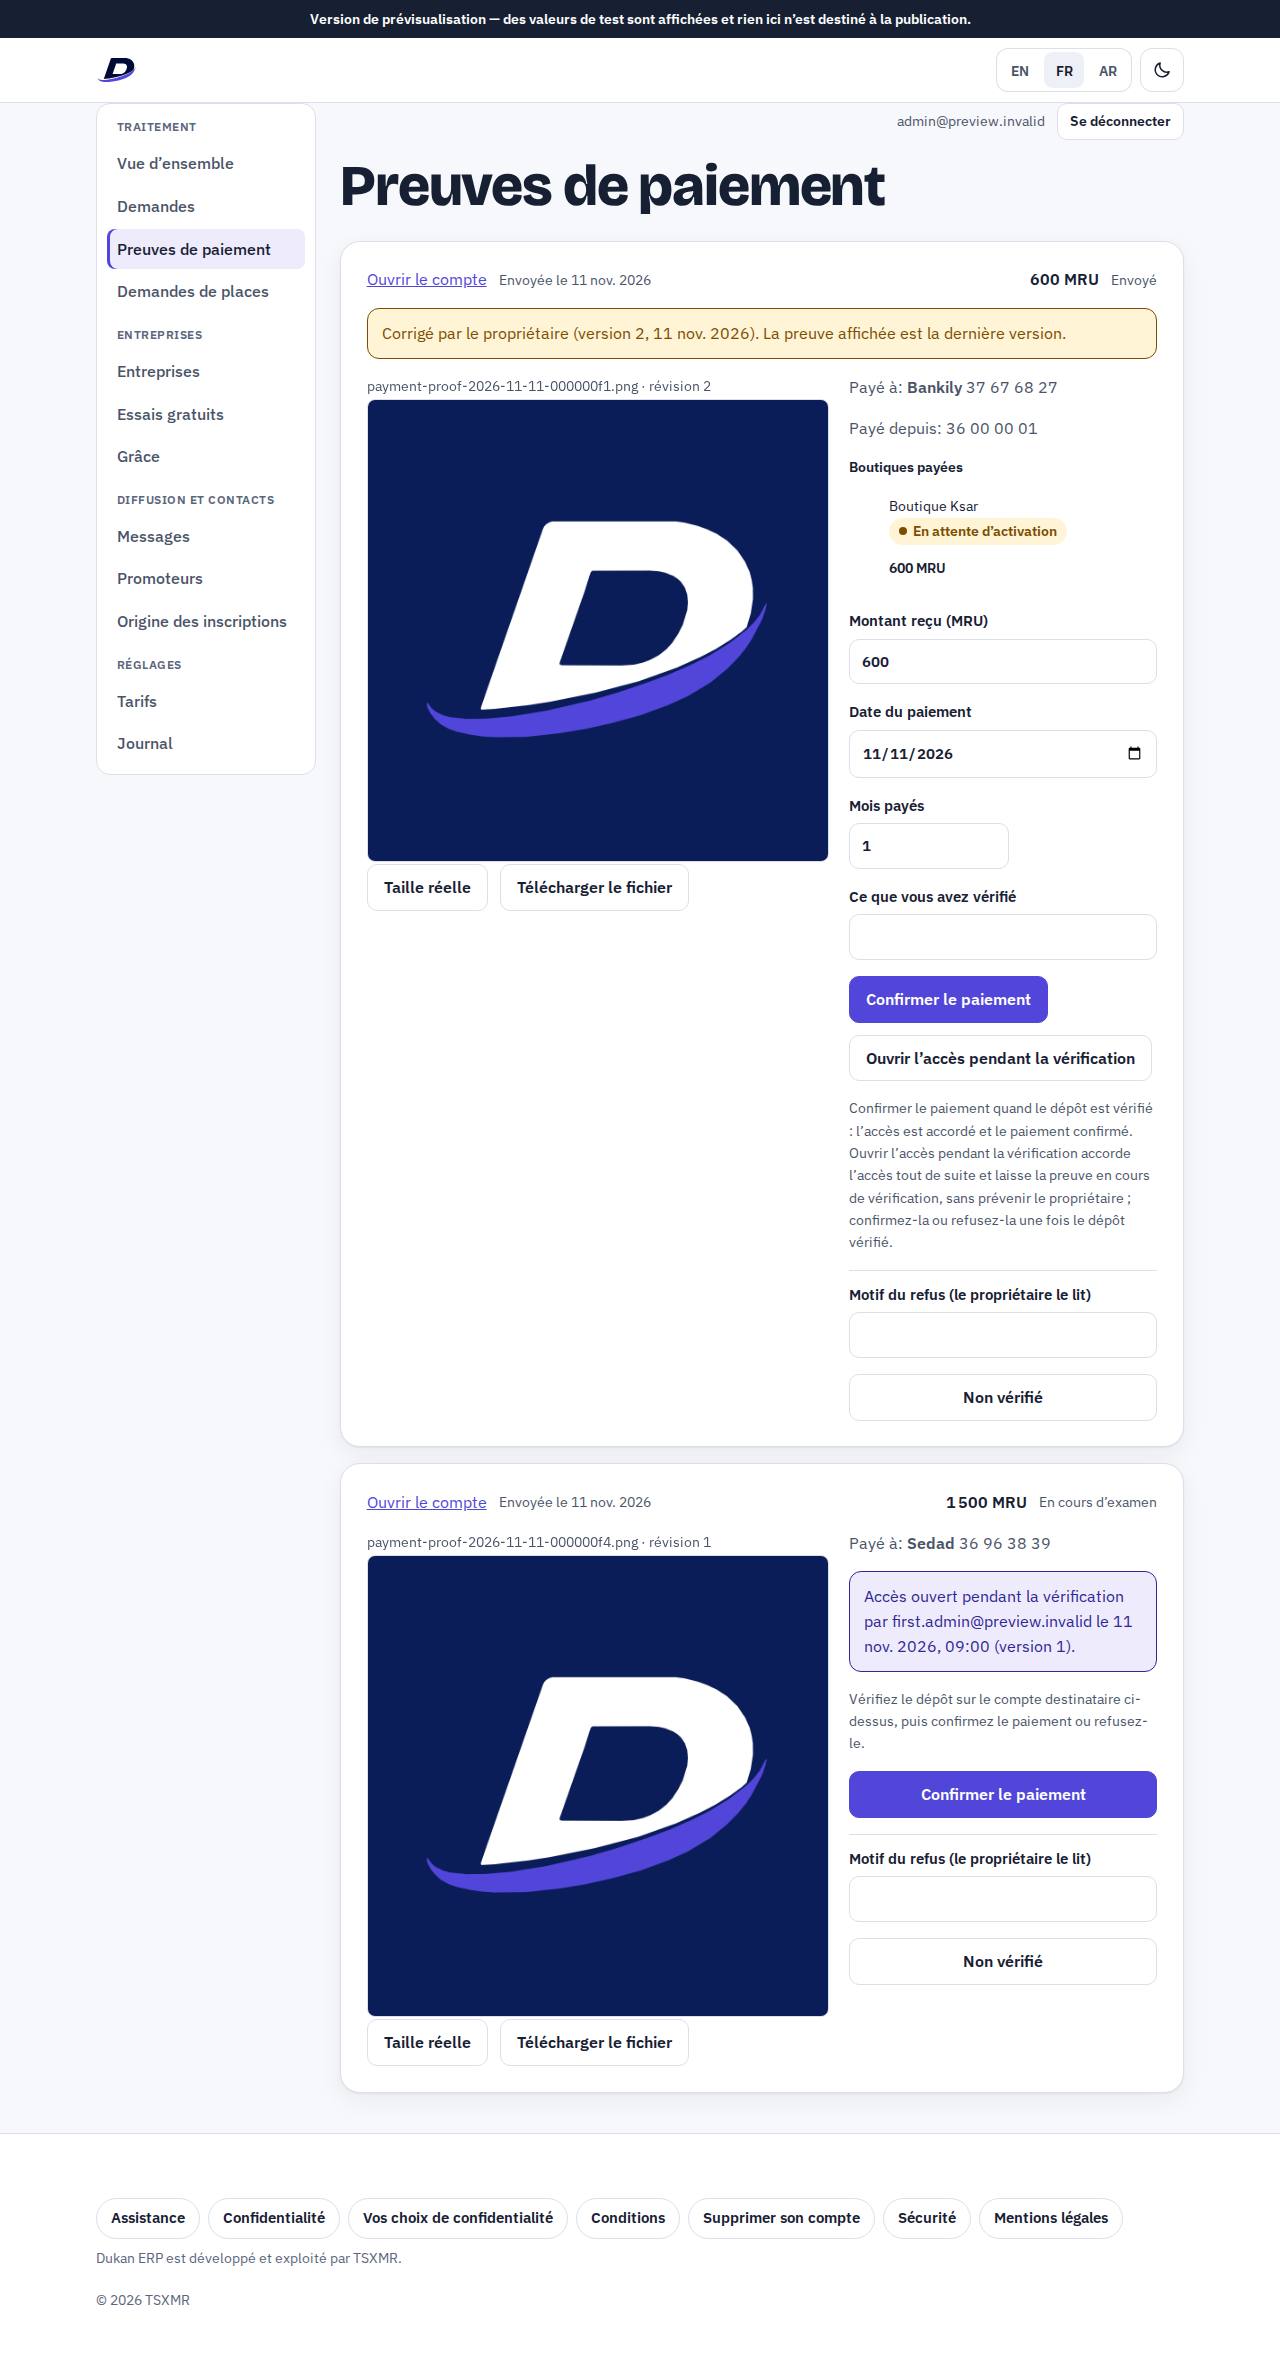 Version de prévisualisation — des valeurs de test sont affichées et rien ici n’est destiné à la publication.
EN FR AR
TRAITEMENT
Vue d’ensemble
Demandes
Preuves de paiement
Demandes de places
ENTREPRISES
Entreprises
Essais gratuits
Grâce
DIFFUSION ET CONTACTS
Messages
Promoteurs
Origine des inscriptions
RÉGLAGES
Tarifs
Journal
admin@preview.invalid Se déconnecter
Preuves de paiement
Ouvrir le compte Envoyée le 11 nov. 2026 600 MRU Envoyé
Corrigé par le propriétaire (version 2, 11 nov. 2026). La preuve affichée est la dernière version.
payment-proof-2026-11-11-000000f1.png · révision 2
Taille réelle Télécharger le fichier
Payé à: Bankily 37 67 68 27
Payé depuis: 36 00 00 01
Boutiques payées
Boutique Ksar
En attente d’activation
600 MRU
Montant reçu (MRU)
600
Date du paiement
11/11/2026
Mois payés
1
Ce que vous avez vérifié
Confirmer le paiement
Ouvrir l’accès pendant la vérification
Confirmer le paiement quand le dépôt est vérifié
: l’accès est accordé et le paiement confirmé.
Ouvrir l’accès pendant la vérification accorde
l’accès tout de suite et laisse la preuve en cours
de vérification, sans prévenir le propriétaire ;
confirmez-la ou refusez-la une fois le dépôt
vérifié.
Motif du refus (le propriétaire le lit)
Non vérifié
Ouvrir le compte Envoyée le 11 nov. 2026 1 500 MRU En cours d’examen
payment-proof-2026-11-11-000000f4.png · révision 1
Taille réelle Télécharger le fichier
Payé à: Sedad 36 96 38 39
Accès ouvert pendant la vérification
par first.admin@preview.invalid le 11
nov. 2026, 09:00 (version 1).
Vérifiez le dépôt sur le compte destinataire ci-
dessus, puis confirmez le paiement ou refusez-
le.
Confirmer le paiement
Motif du refus (le propriétaire le lit)
Non vérifié
Assistance Confidentialité Vos choix de confidentialité Conditions Supprimer son compte Sécurité Mentions légales
Dukan ERP est développé et exploité par TSXMR.
© 2026 TSXMR